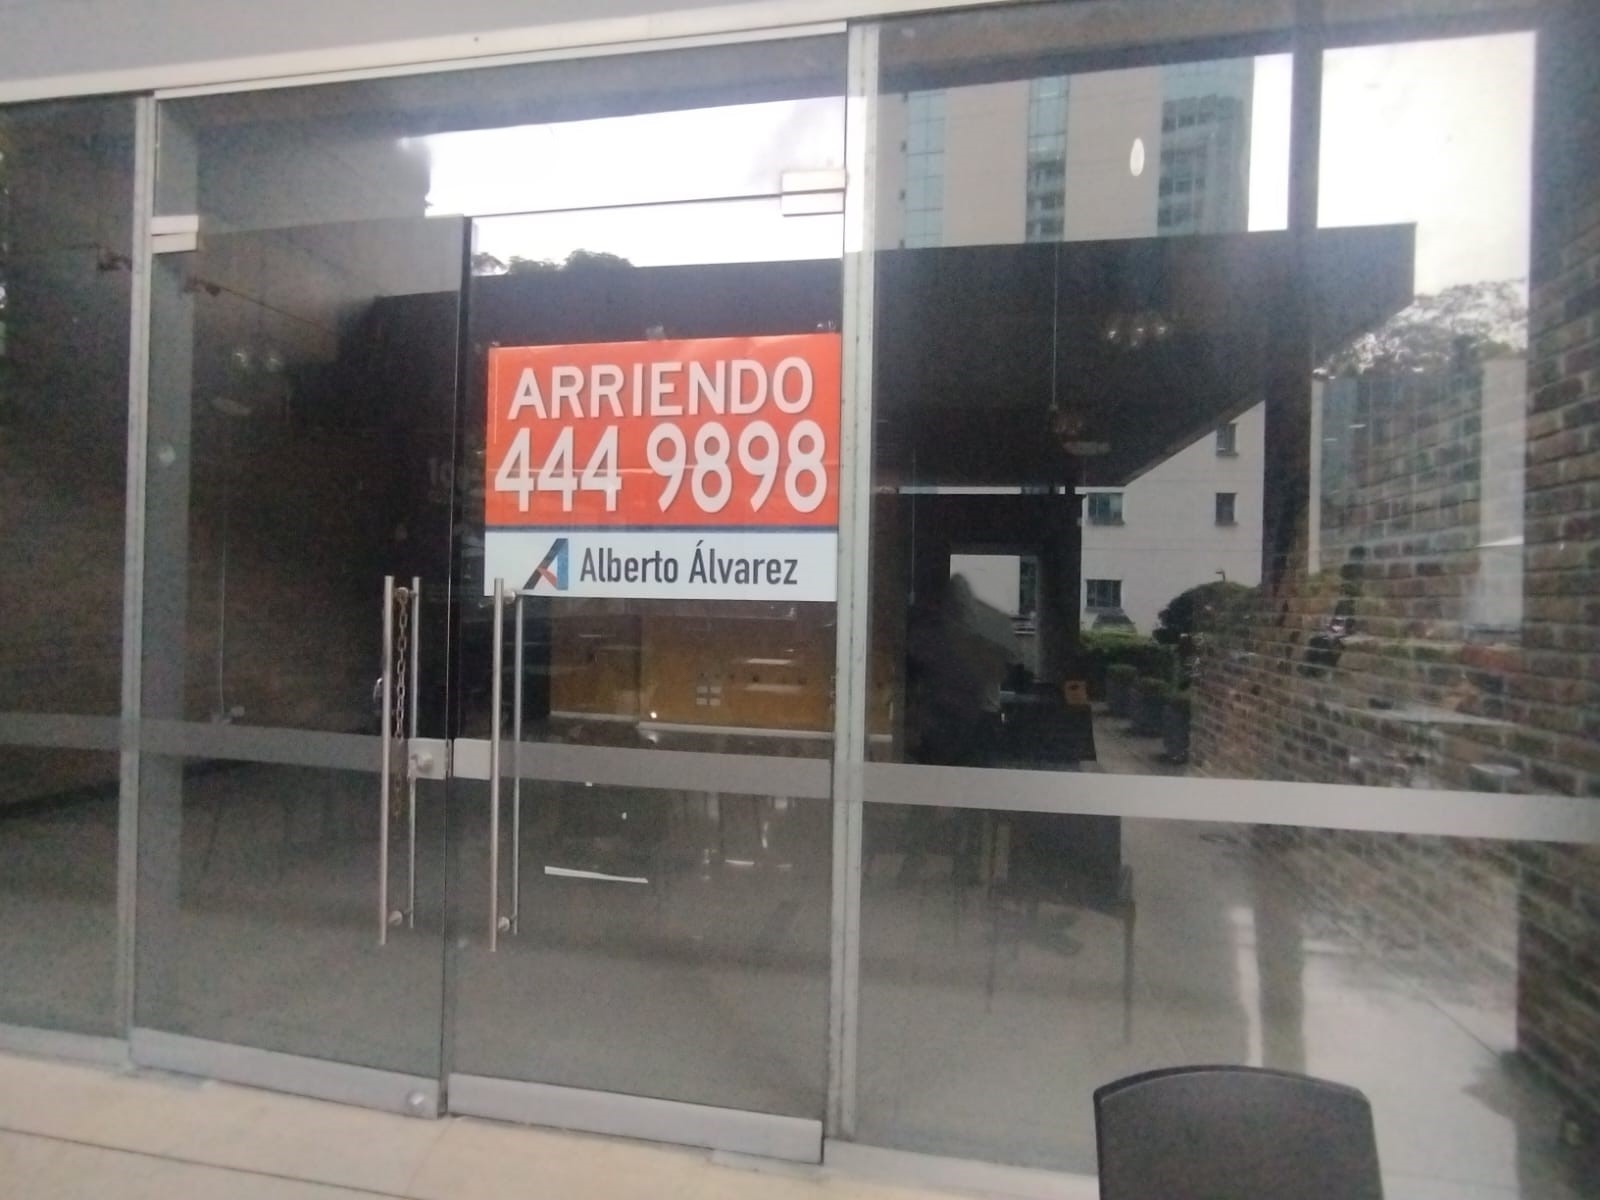 ARRIENDO
444 9898
Alberto Álvarez